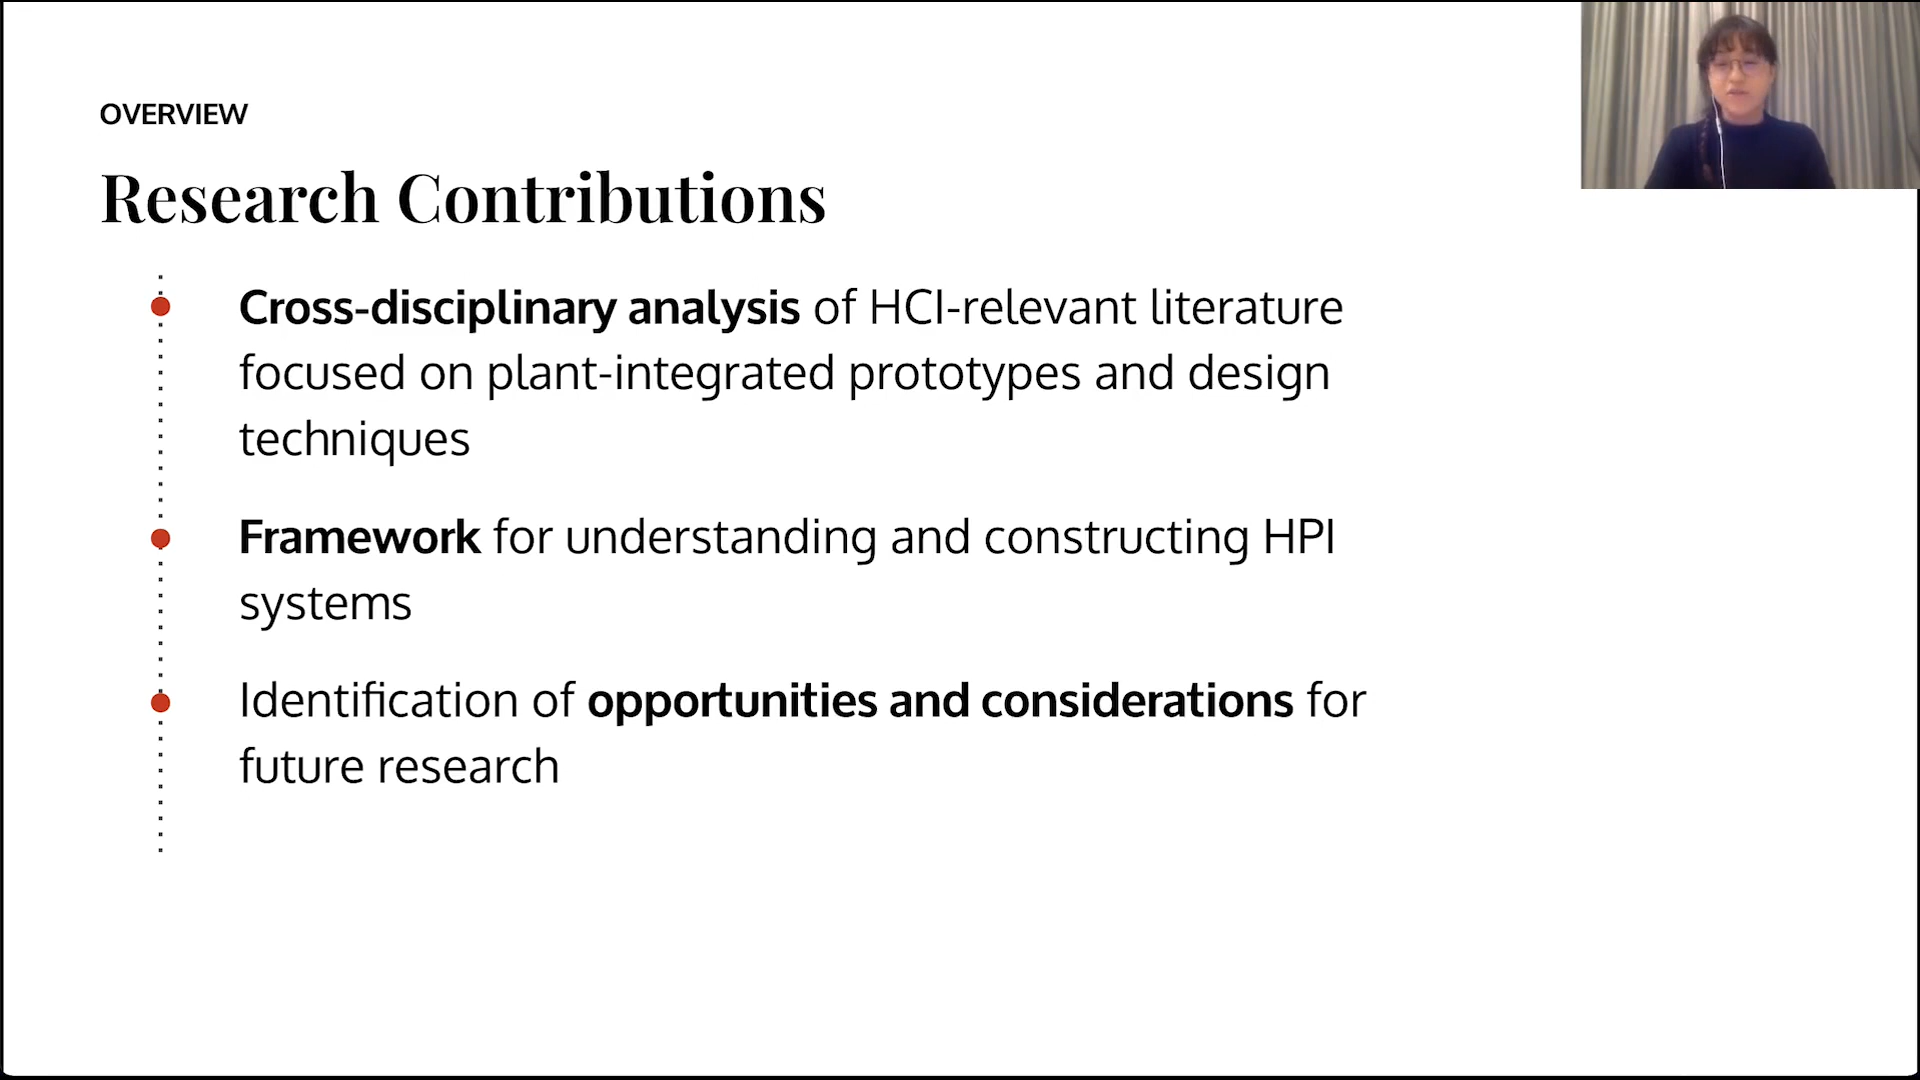 OVERVIEW
Research Contributions
Cross-disciplinary analysis of HCI-relevant literature
focused on plant-integrated prototypes and design
techniques
Framework for understanding and constructing HPI
systems
Identification of opportunities and considerations for
future research